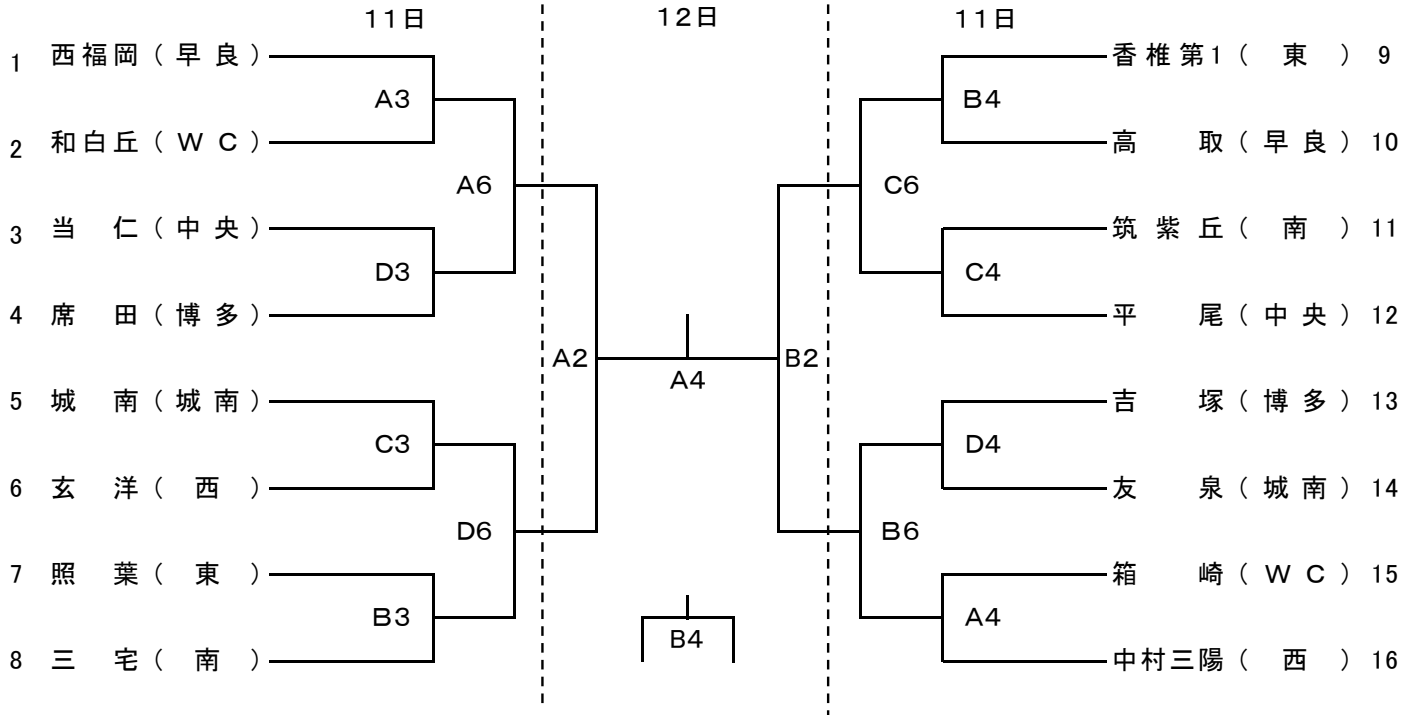 11日 12日 11日
1 西福岡(早良) 香椎第1(東) 9
A3 B4
2 和白丘(WC) 高取(早良) 10
A6 C6
3 当仁(中央) 筑紫丘(南) 11
D3 C4
4 席田(博多) 平尾(中央) 12
A2 A4 B2
5 城南(城南) 吉塚(博多) 13
C3 D4
6 玄洋(西) 友泉(城南) 14
D6 B6
7 照葉(東) 箱崎(WC) 15
B3 B4 A4
8 三宅(南) 中村三陽(西) 16